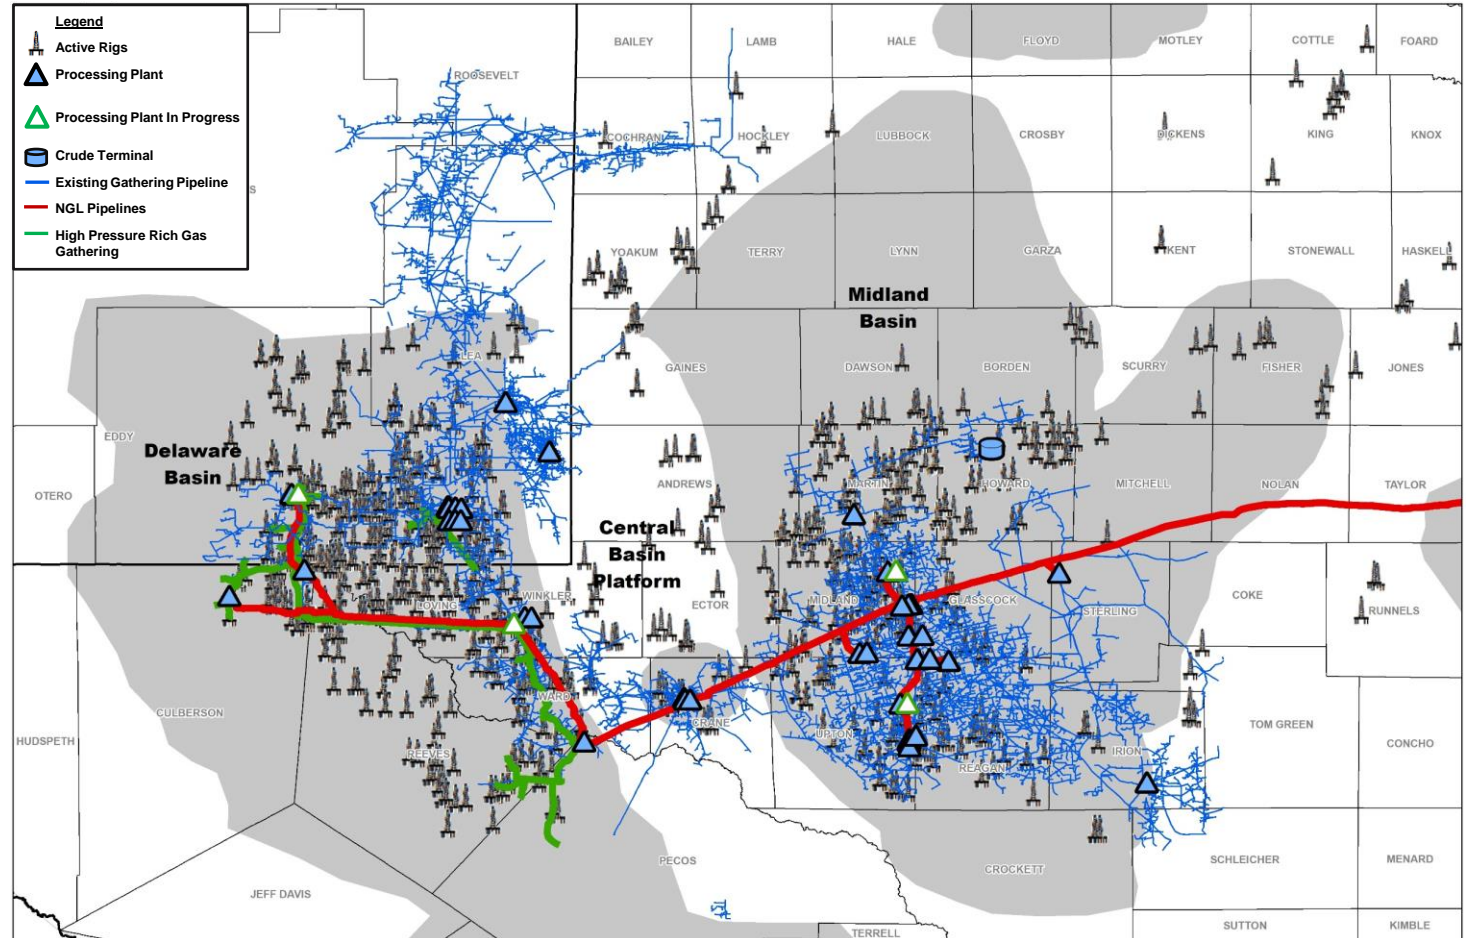 Legend
Active Rigs
Processing Plant
Processing Plant In Progress
Crude Terminal
Existing Gathering Pipeline
NGL Pipelines
High Pressure Rich Gas
Gathering
S
ROOSEVELT
BAILEY
LAMB
HALE
FLOYD
MOTLEY
COTTLE
FOARD
COCHRAN
HOCKLEY
LUBBOCK
CROSBY
DICKENS
KING
KNOX
YOAKUM
TERRY
LYNN
GARZA
KENT
STONEWALL
HASKELL
Midland
Basin
LEA
GAINES
DAWSON
BORDEN
SCURRY
FISHER
JONES
EDDY
Delaware
Basin
OTERO
ANDREWS
MARTIN
HOWARD
MITCHELL
NOLAN
TAYLOR
Central
Basin
Platform
LOVING
WINKLER
ECTOR
MIDLAND
GLASSCOCK
STERLING
COKE
RUNNELS
CULBERSON
HUDSPETH
WARD
CRANE
UPTON
REEVES
REAGAN
IRION
TOM GREEN
CONCHO
PECOS
JEFF DAVIS
CROCKETT
SCHLEICHER
MENARD
TERRELL
SUTTON
KIMBLE